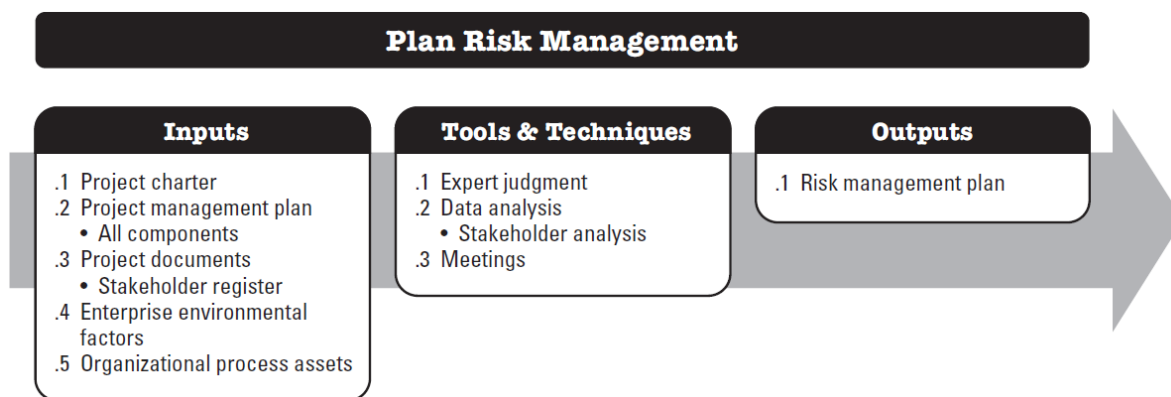 Plan Risk Management
Inputs
.1 Project charter
.2 Project management plan
• All components
.3 Project documents
• Stakeholder register
.4 Enterprise environmental
factors
.5 Organizational process assets
Tools & Techniques
.1 Expert judgment
.2 Data analysis
• Stakeholder analysis
.3 Meetings
Outputs
.1 Risk management plan